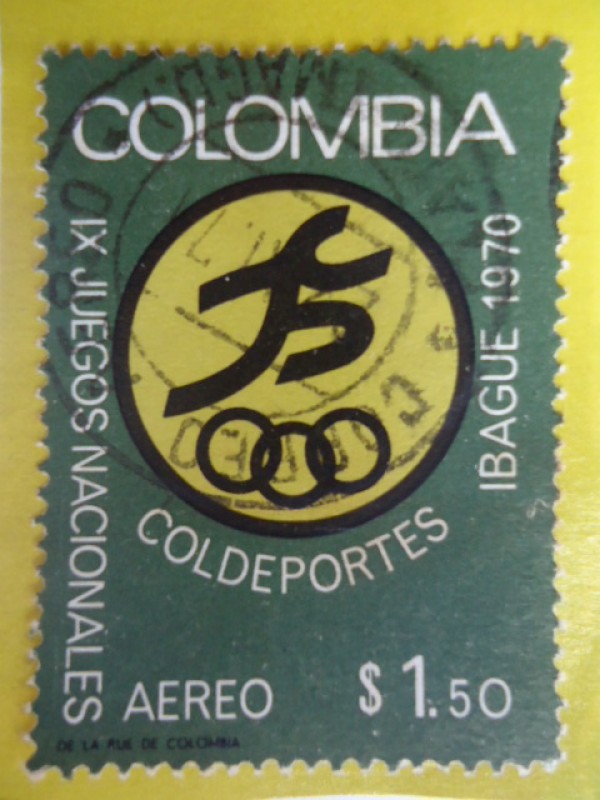 COLOMBIA
IX JUEGOS NACIONALES
IBAGUE 1970
COLDEPORTES
AEREO
$ 1.50
DE LA RUE DE COLOMBIA